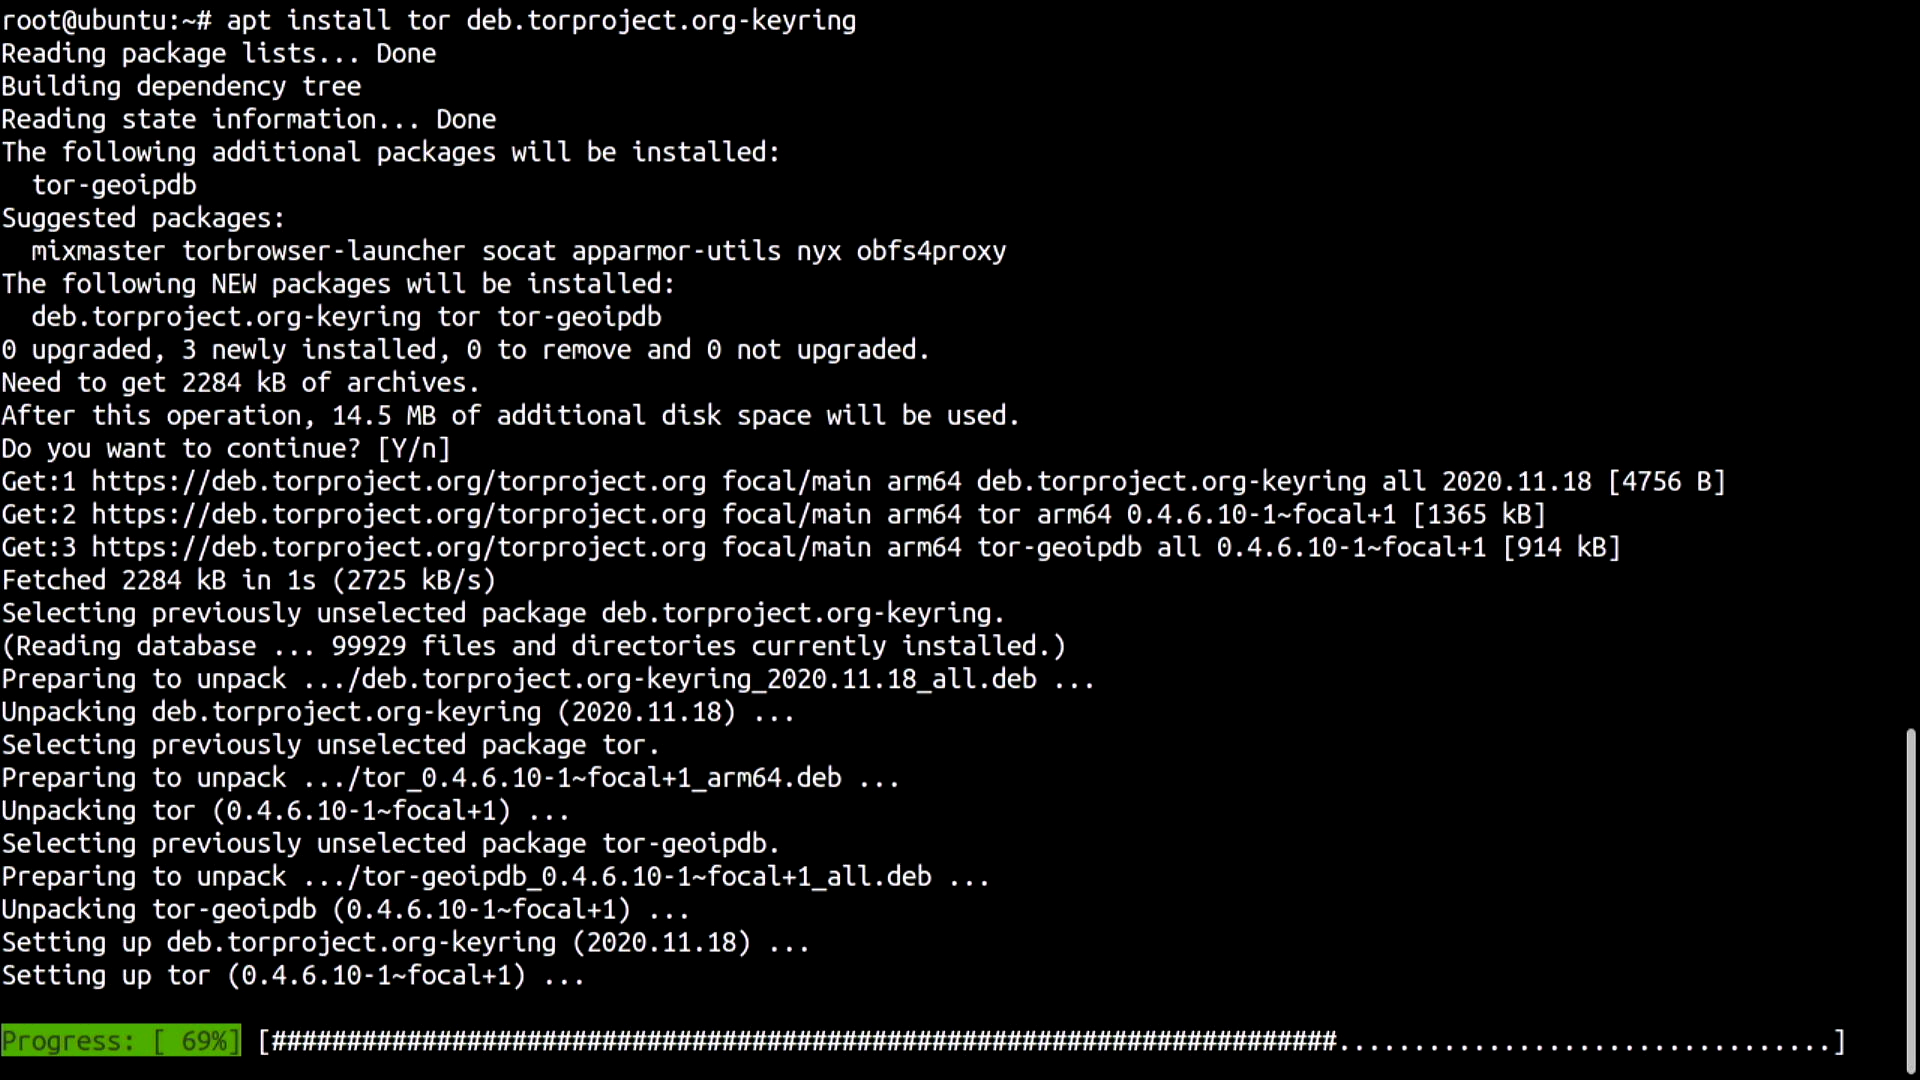 root@ubuntu:~# apt install tor deb.torproject.org-keyring
Reading package lists... Done
Building dependency tree
Reading state information... Done
The following additional packages will be installed:
  tor-geoipdb
Suggested packages:
  mixmaster torbrowser-launcher socat apparmor-utils nyx obfs4proxy
The following NEW packages will be installed:
  deb.torproject.org-keyring tor tor-geoipdb
0 upgraded, 3 newly installed, 0 to remove and 0 not upgraded.
Need to get 2284 kB of archives.
After this operation, 14.5 MB of additional disk space will be used.
Do you want to continue? [Y/n]
Get:1 https://deb.torproject.org/torproject.org focal/main arm64 deb.torproject.org-keyring all 2020.11.18 [4756 B]
Get:2 https://deb.torproject.org/torproject.org focal/main arm64 tor arm64 0.4.6.10-1~focal+1 [1365 kB]
Get:3 https://deb.torproject.org/torproject.org focal/main arm64 tor-geoipdb all 0.4.6.10-1~focal+1 [914 kB]
Fetched 2284 kB in 1s (2725 kB/s)
Selecting previously unselected package deb.torproject.org-keyring.
(Reading database ... 99929 files and directories currently installed.)
Preparing to unpack .../deb.torproject.org-keyring_2020.11.18_all.deb ...
Unpacking deb.torproject.org-keyring (2020.11.18) ...
Selecting previously unselected package tor.
Preparing to unpack .../tor_0.4.6.10-1~focal+1_arm64.deb ...
Unpacking tor (0.4.6.10-1~focal+1) ...
Selecting previously unselected package tor-geoipdb.
Preparing to unpack .../tor-geoipdb_0.4.6.10-1~focal+1_all.deb ...
Unpacking tor-geoipdb (0.4.6.10-1~focal+1) ...
Setting up deb.torproject.org-keyring (2020.11.18) ...
Setting up tor (0.4.6.10-1~focal+1) ...
Progress: [ 69%] [#######################################################################.................................]